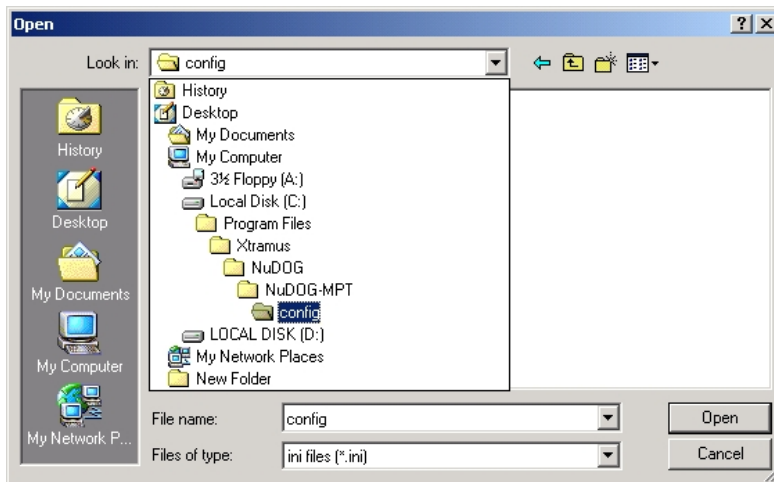 Open
Look in: config
History
Desktop
My Documents
My Computer
3½ Floppy (A:)
Local Disk (C:)
Program Files
Xtramus
NuDOG
NuDOG-MPT
config
LOCAL DISK (D:)
My Network Places
New Folder
History
Desktop
My Documents
My Computer
My Network P...
File name: config Open
Files of type: ini files (*.ini) Cancel